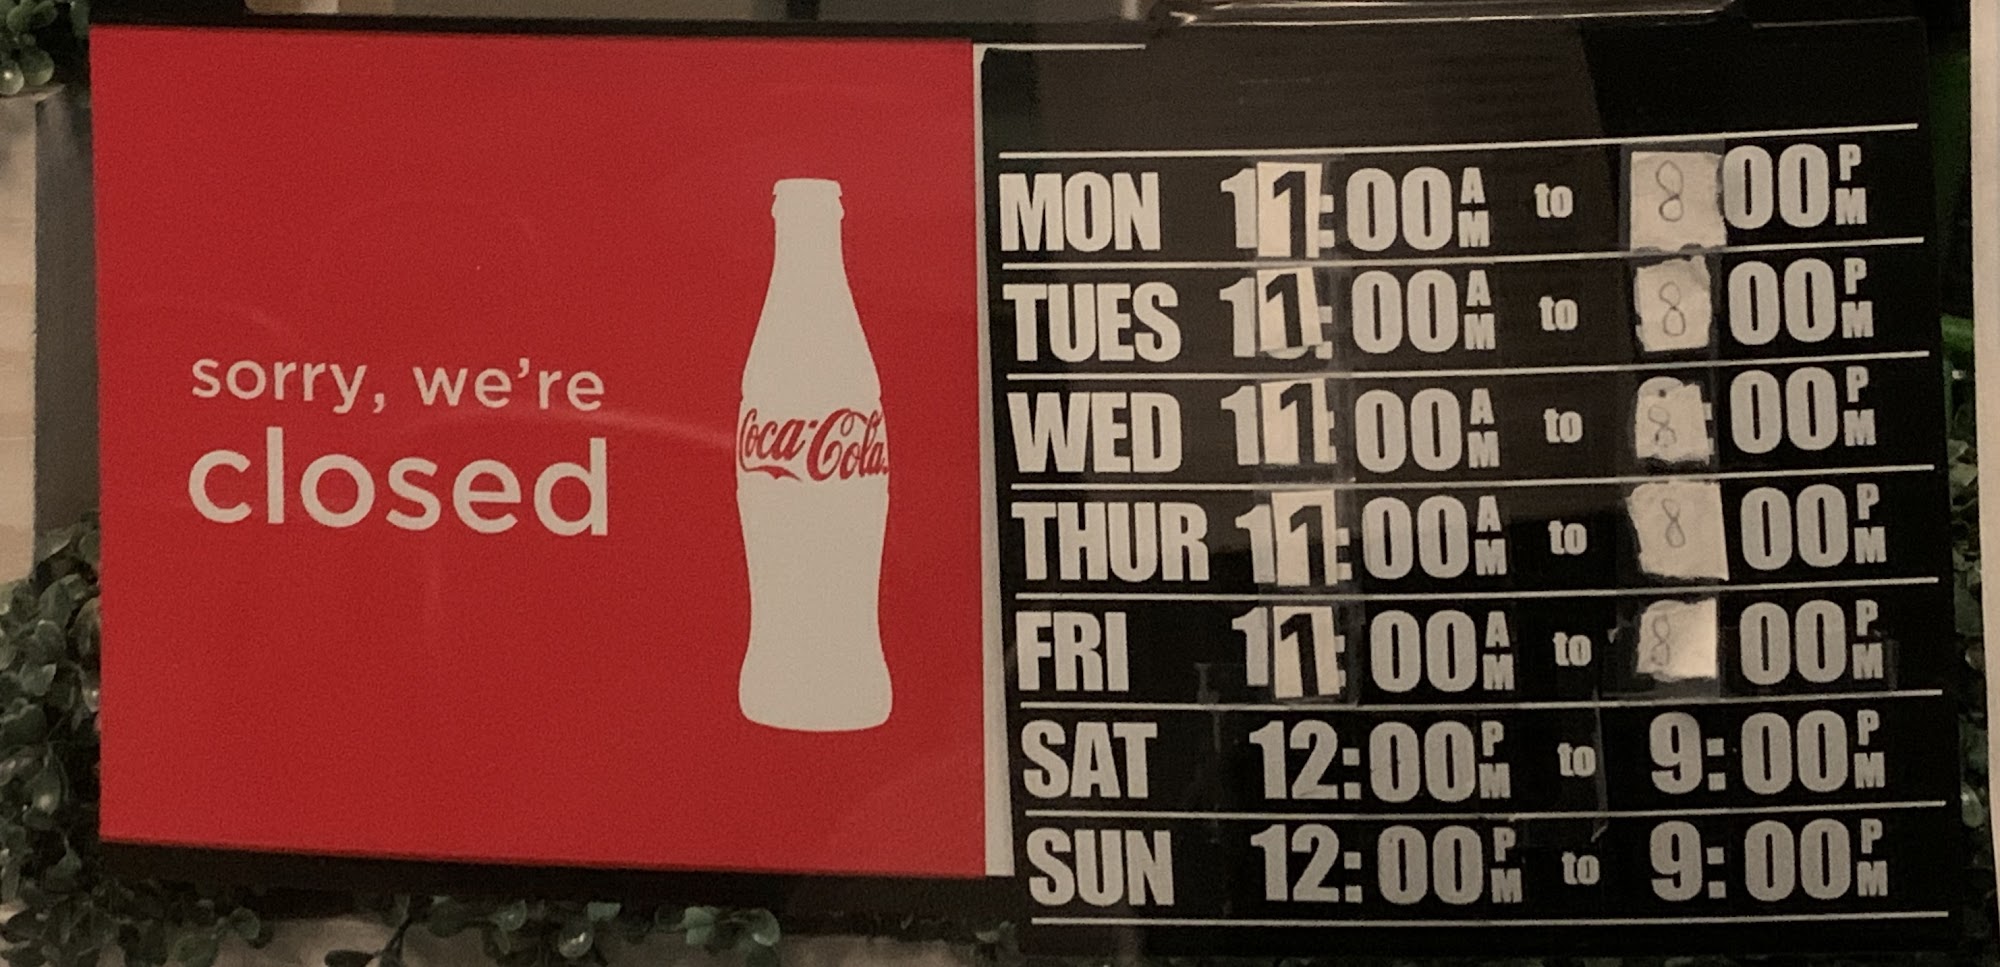 sorry, we're
closed
Coca-Cola
MON 11:00 AM to 8 00 PM
TUES 11:00 AM to 8 00 PM
WED 11:00 AM to 8:00 PM
THUR 11:00 AM to 8 00 PM
FRI 11:00 AM to 8 00 PM
SAT 12:00 PM to 9:00 PM
SUN 12:00 PM to 9:00 PM